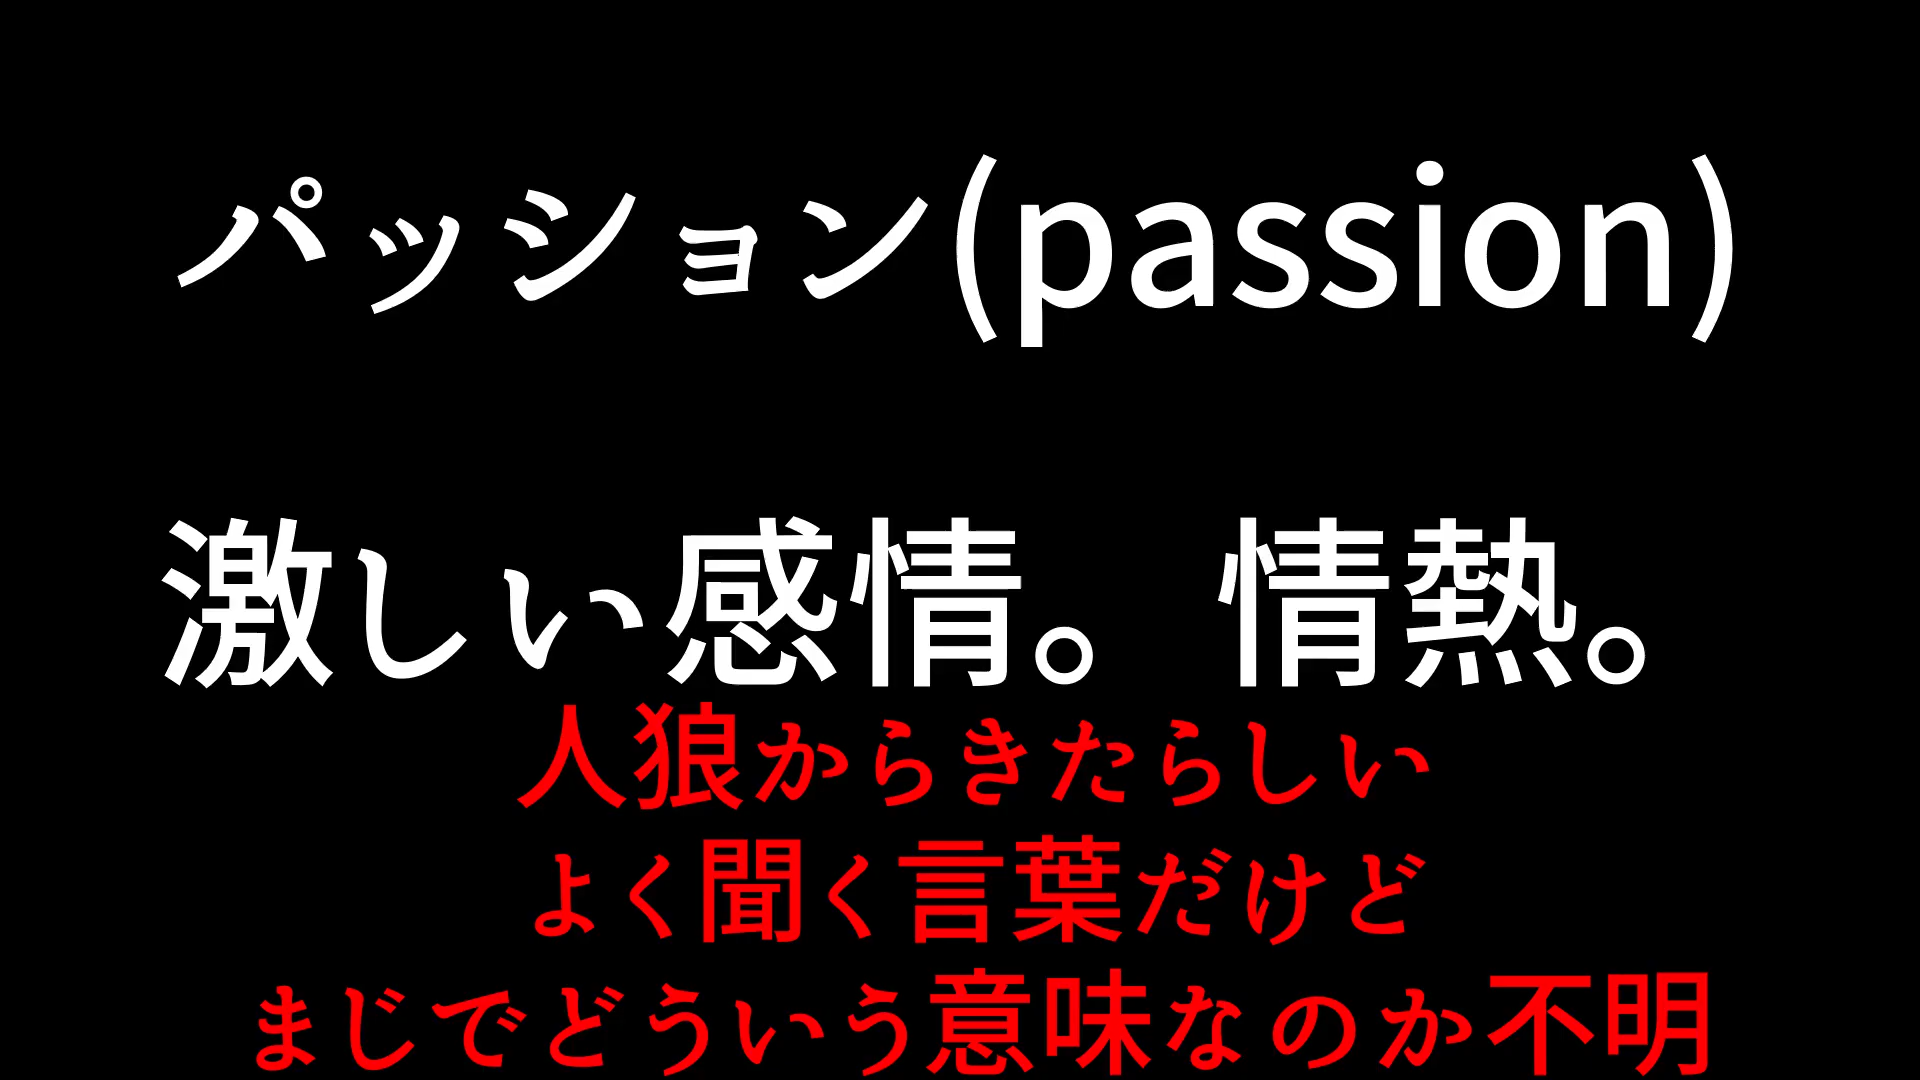 パッション(passion)
激しい感情。情熱。
人狼からきたらしい
よく聞く言葉だけど
まじでどういう意味なのか不明